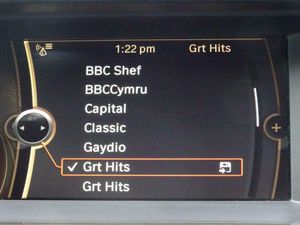 1:22 pm Grt Hits
BBC Shef
BBCCymru
Capital
Classic
Gaydio
Grt Hits
Grt Hits